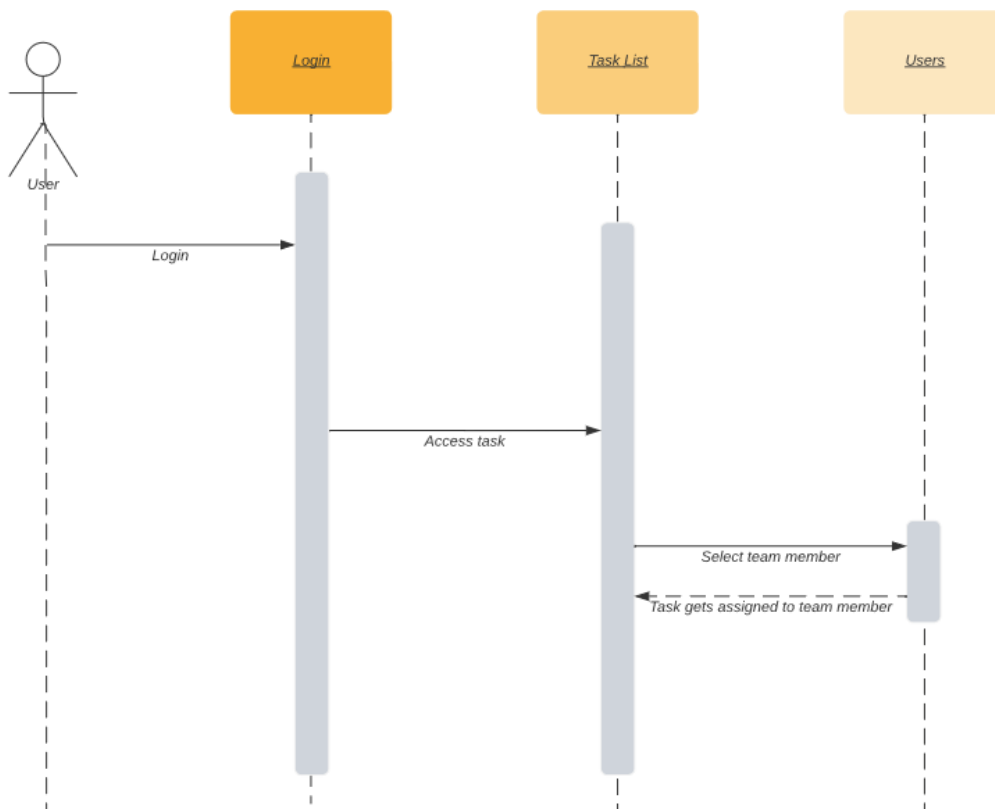 Login
Task List
Users
User
Login
Access task
Select team member
Task gets assigned to team member